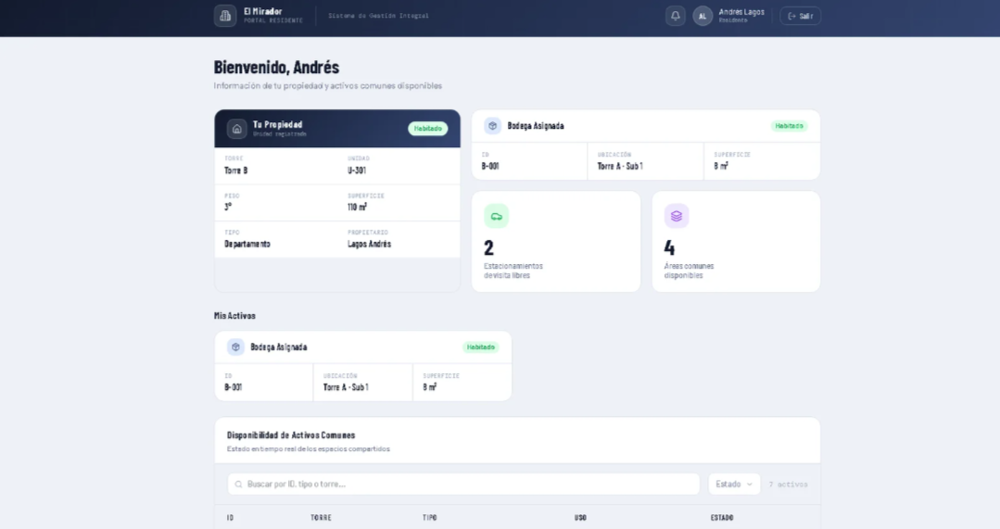 El Mirador
PORTAL RESIDENTE
Sistema de Gestión Integral
AL
Andrés Lagos
Residente
Salir
Bienvenido, Andrés
Información de tu propiedad y activos comunes disponibles
Tu Propiedad
Unidad registrada
Habitado
TORRE
Torre B
UNIDAD
U-301
PISO
3°
SUPERFICIE
110 m²
TIPO
Departamento
PROPIETARIO
Lagos Andrés
Bodega Asignada
Habitado
ID
B-001
UBICACIÓN
Torre A · Sub 1
SUPERFICIE
8 m²
2
Estacionamientos
de visita libres
4
Áreas comunes
disponibles
Mis Activos
Bodega Asignada
Habitado
ID
B-001
UBICACIÓN
Torre A · Sub 1
SUPERFICIE
8 m²
Disponibilidad de Activos Comunes
Estado en tiempo real de los espacios compartidos
Buscar por ID, tipo o torre...
Estado
7 activos
ID TORRE TIPO USO ESTADO